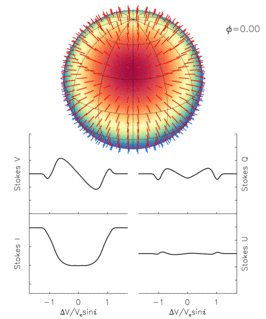 ϕ=0.00
Stokes V
Stokes Q
Stokes I
Stokes U
−1 0 1
−1 0 1
ΔV/Vₑsini
ΔV/Vₑsini